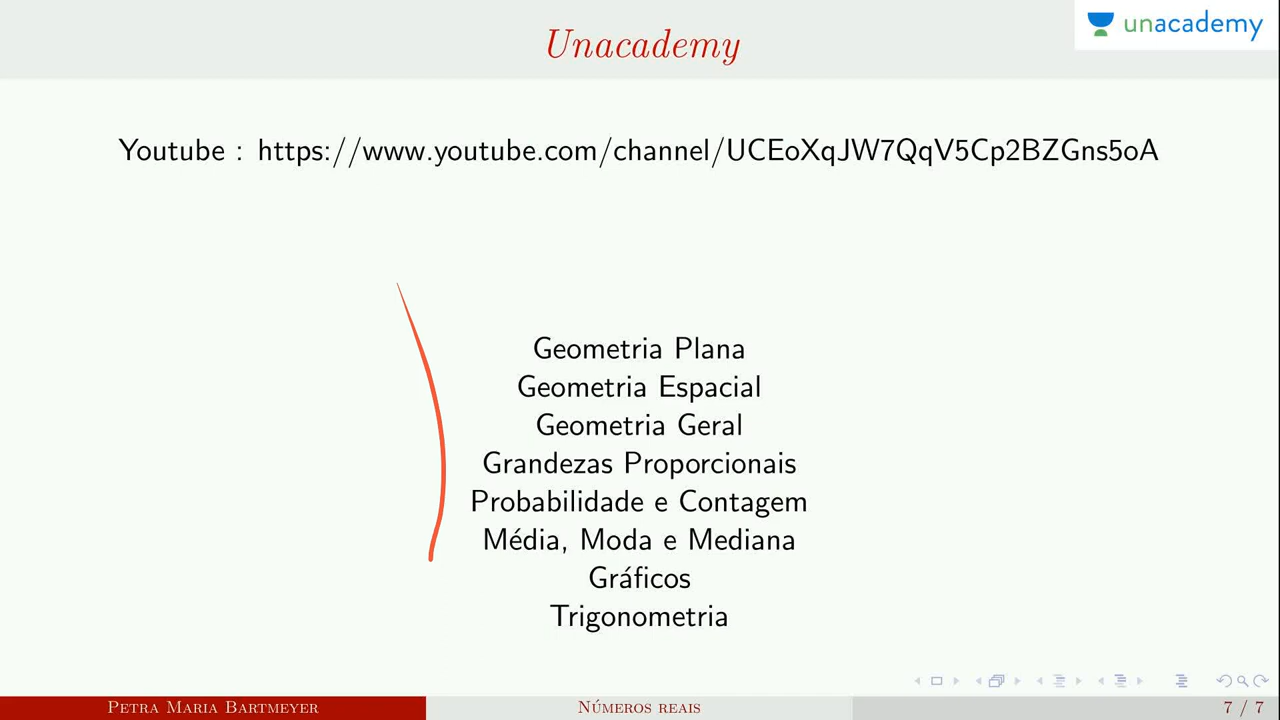 unacademy
Unacademy
Youtube : https://www.youtube.com/channel/UCEoXqJW7QqV5Cp2BZGns5oA
Geometria Plana
Geometria Espacial
Geometria Geral
Grandezas Proporcionais
Probabilidade e Contagem
Média, Moda e Mediana
Gráficos
Trigonometria
Petra Maria Bartmeyer
Números reais
7 / 7